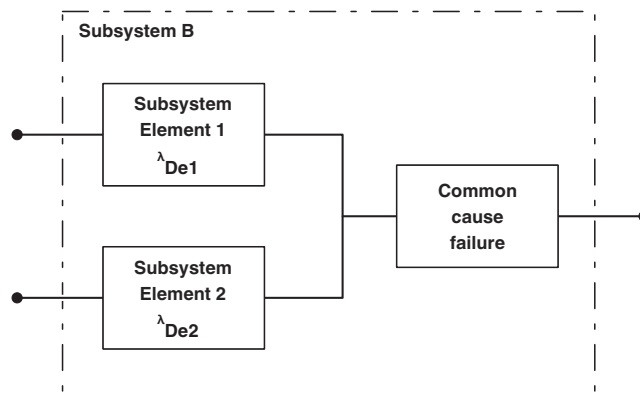 Subsystem B
Subsystem
Element 1
λDe1
Common
cause
failure
Subsystem
Element 2
λDe2